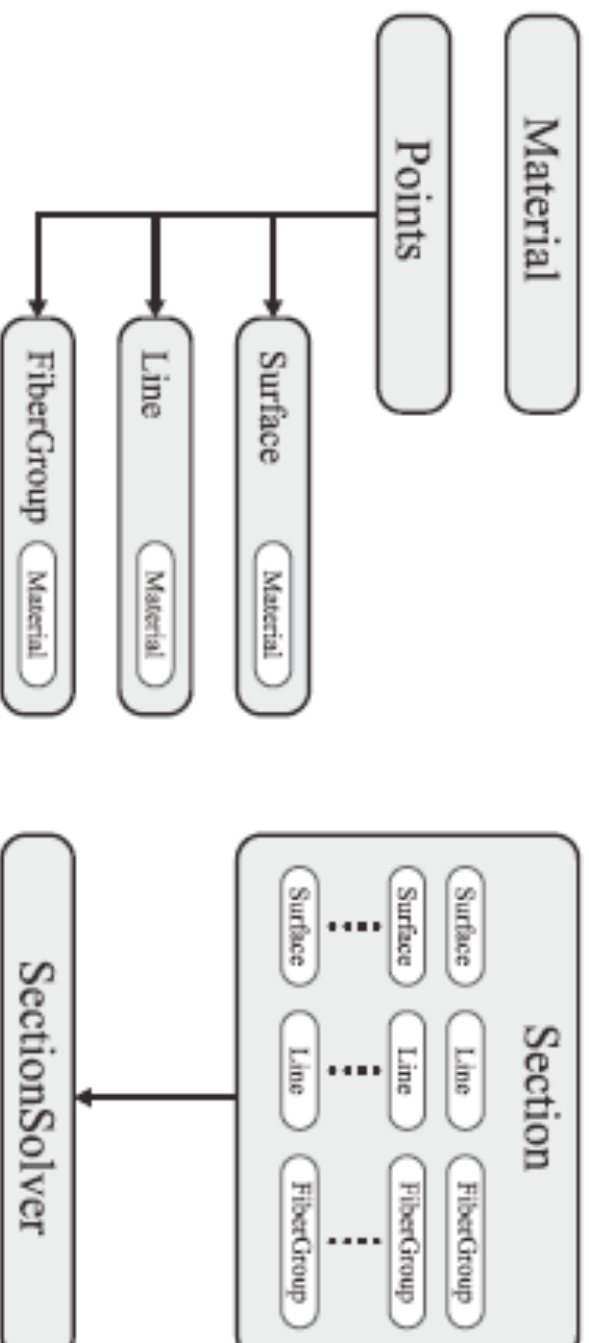 Material
Points
Surface
Material
Line
Material
FiberGroup
Material
Section
Surface
Line
FiberGroup
Surface
Line
FiberGroup
Surface
Line
FiberGroup
SectionSolver